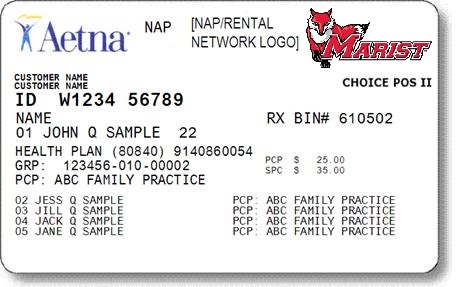 Aetna® NAP [NAP/RENTAL NETWORK LOGO] MARIST
CUSTOMER NAME
CUSTOMER NAME CHOICE POS II
ID W1234 56789
NAME RX BIN# 610502
01 JOHN Q SAMPLE 22
HEALTH PLAN (80840) 9140860054
GRP: 123456-010-00002 PCP $ 25.00
PCP: ABC FAMILY PRACTICE SPC $ 35.00
02 JESS Q SAMPLE PCP: ABC FAMILY PRACTICE
03 JILL Q SAMPLE PCP: ABC FAMILY PRACTICE
04 JACK Q SAMPLE PCP: ABC FAMILY PRACTICE
05 JANE Q SAMPLE PCP: ABC FAMILY PRACTICE